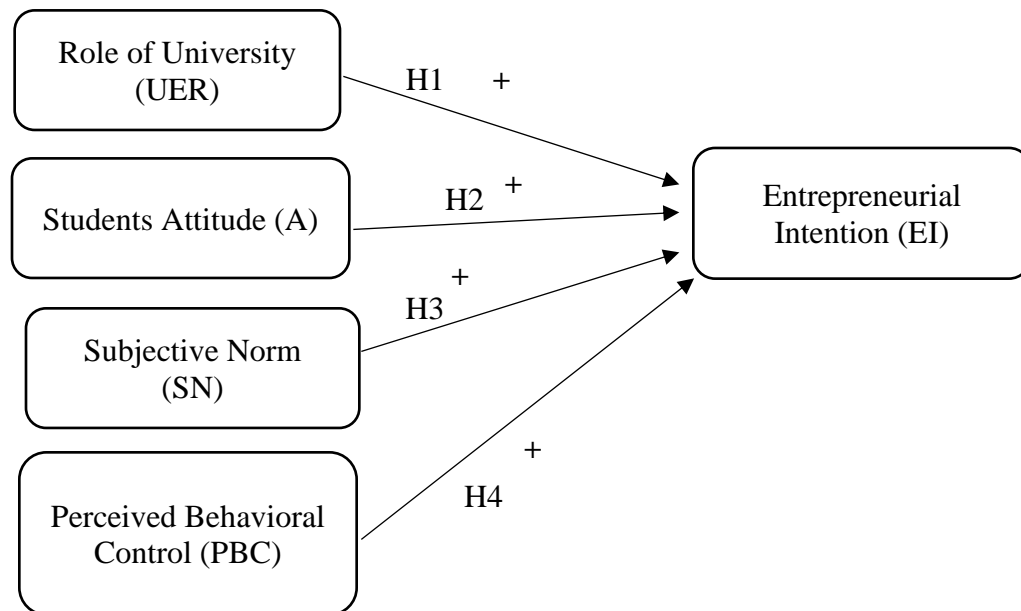 Role of University
(UER)
H1 +
Students Attitude (A)
H2 +
Subjective Norm
(SN)
H3 +
Perceived Behavioral
Control (PBC)
H4 +
Entrepreneurial
Intention (EI)